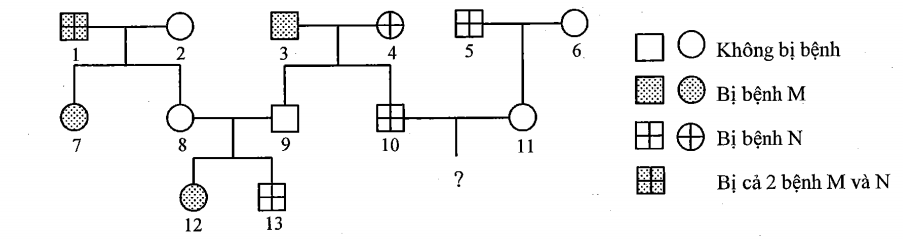 1 2 3 4 5 6
Không bị bệnh
Bị bệnh M
7 8 9 10 11
Bị bệnh N
?
Bị cả 2 bệnh M và N
12 13